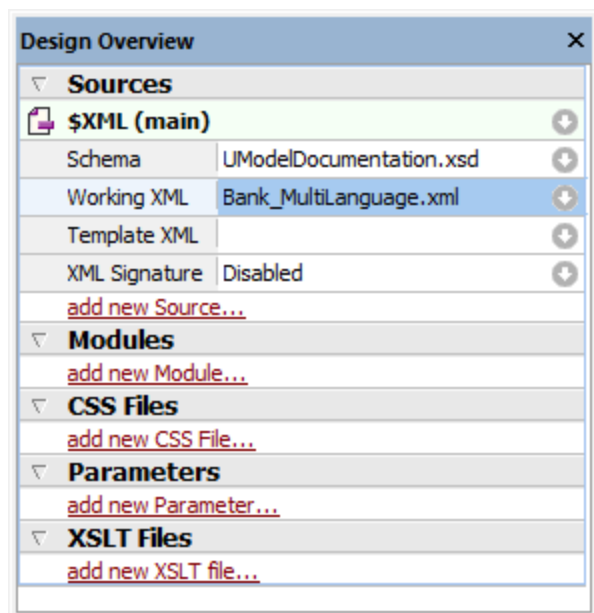 Design Overview
Sources
$XML (main)
Schema UModelDocumentation.xsd
Working XML Bank_MultiLanguage.xml
Template XML
XML Signature Disabled
add new Source...
Modules
add new Module...
CSS Files
add new CSS File...
Parameters
add new Parameter...
XSLT Files
add new XSLT file...